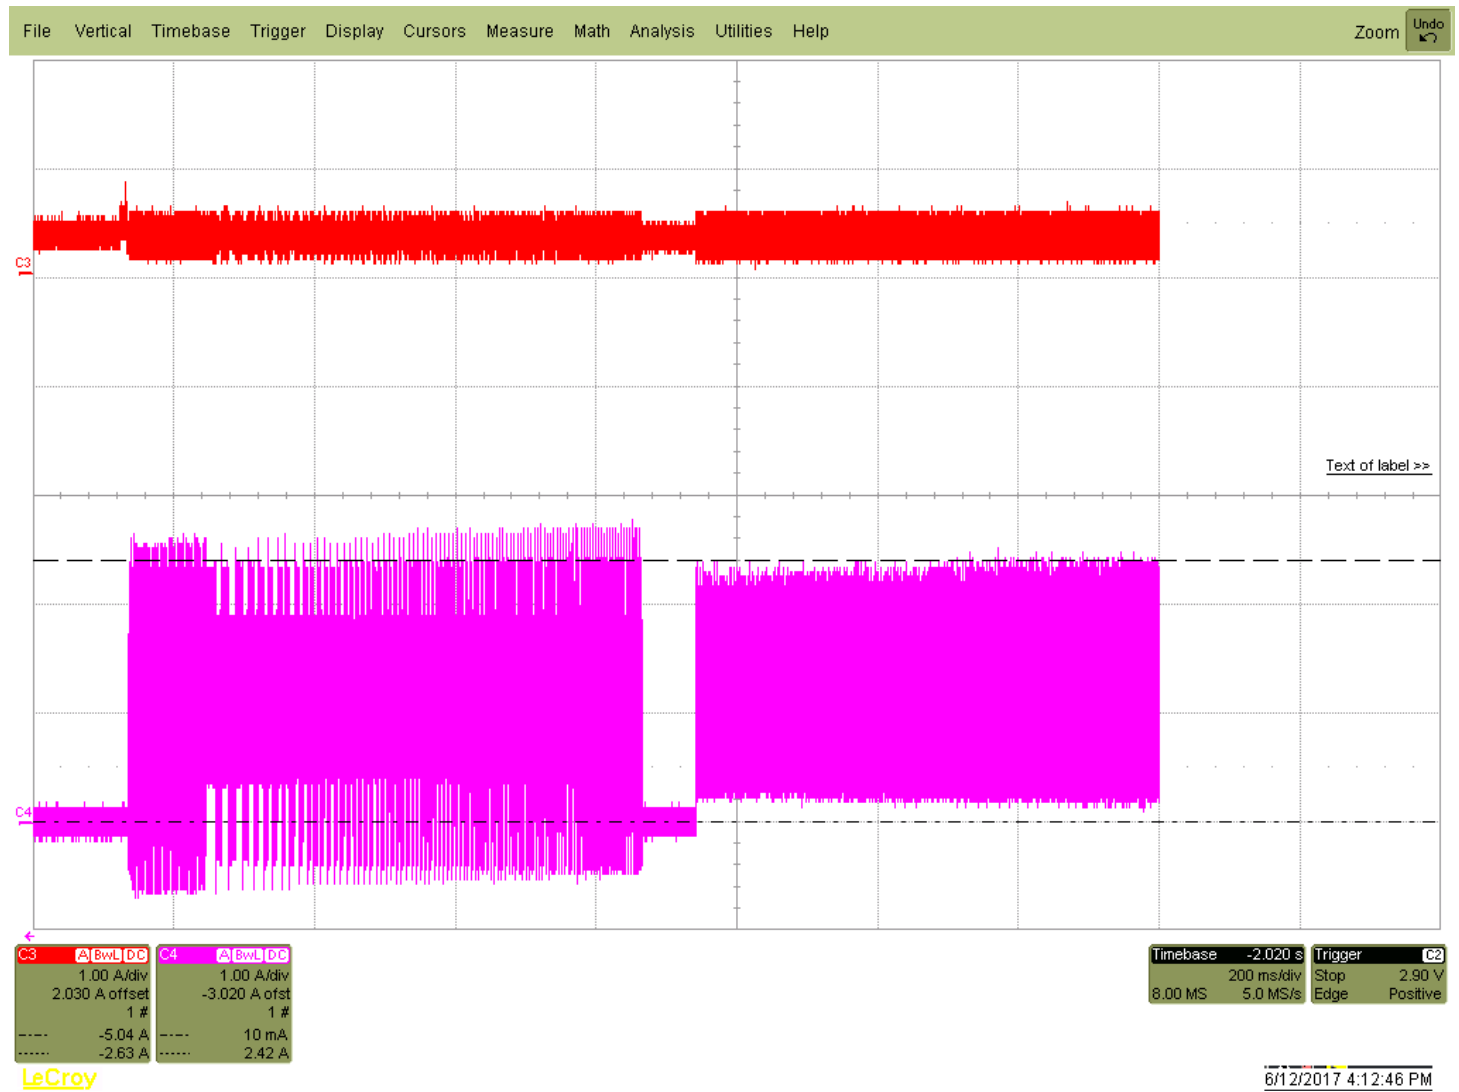 File Vertical Timebase Trigger Display Cursors Measure Math Analysis Utilities Help Zoom Undo
C3
Text of label >>
C4
C3 A BwL DC
1.00 A/div
2.030 A offset
1 #
-5.04 A
-2.63 A
C4 A BwL DC
1.00 A/div
-3.020 A ofst
1 #
10 mA
2.42 A
Timebase -2.020 s
200 ms/div
8.00 MS 5.0 MS/s
Trigger C2
Stop 2.90 V
Edge Positive
LeCroy
6/12/2017 4:12:46 PM